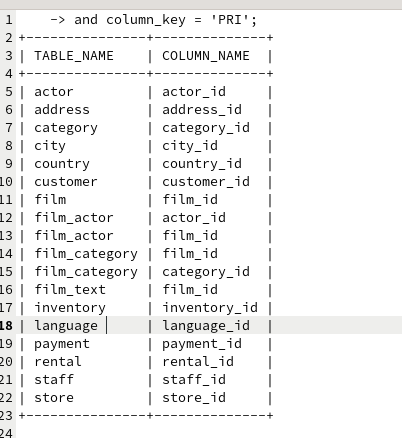 1     -> and column_key = 'PRI';
2 +---------------+--------------+
3 | TABLE_NAME    | COLUMN_NAME  |
4 +---------------+--------------+
5 | actor         | actor_id     |
6 | address       | address_id   |
7 | category      | category_id  |
8 | city          | city_id      |
9 | country       | country_id   |
10 | customer      | customer_id  |
11 | film          | film_id      |
12 | film_actor    | actor_id     |
13 | film_actor    | film_id      |
14 | film_category | film_id      |
15 | film_category | category_id  |
16 | film_text     | film_id      |
17 | inventory     | inventory_id |
18 | language      | language_id  |
19 | payment       | payment_id   |
20 | rental        | rental_id    |
21 | staff         | staff_id     |
22 | store         | store_id     |
23 +---------------+--------------+
24